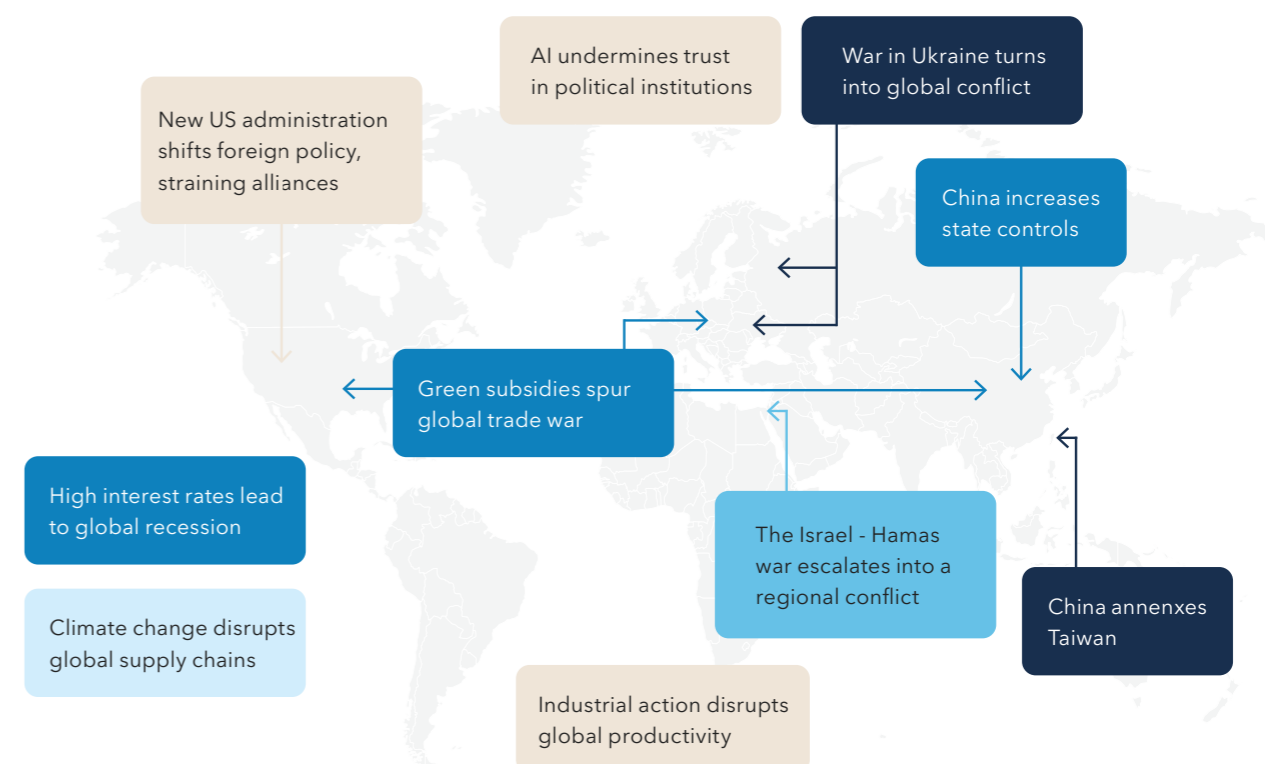 AI undermines trust
in political institutions
War in Ukraine turns
into global conflict
New US administration
shifts foreign policy,
straining alliances
China increases
state controls
Green subsidies spur
global trade war
High interest rates lead
to global recession
The Israel - Hamas
war escalates into a
regional conflict
China annenxes
Taiwan
Climate change disrupts
global supply chains
Industrial action disrupts
global productivity